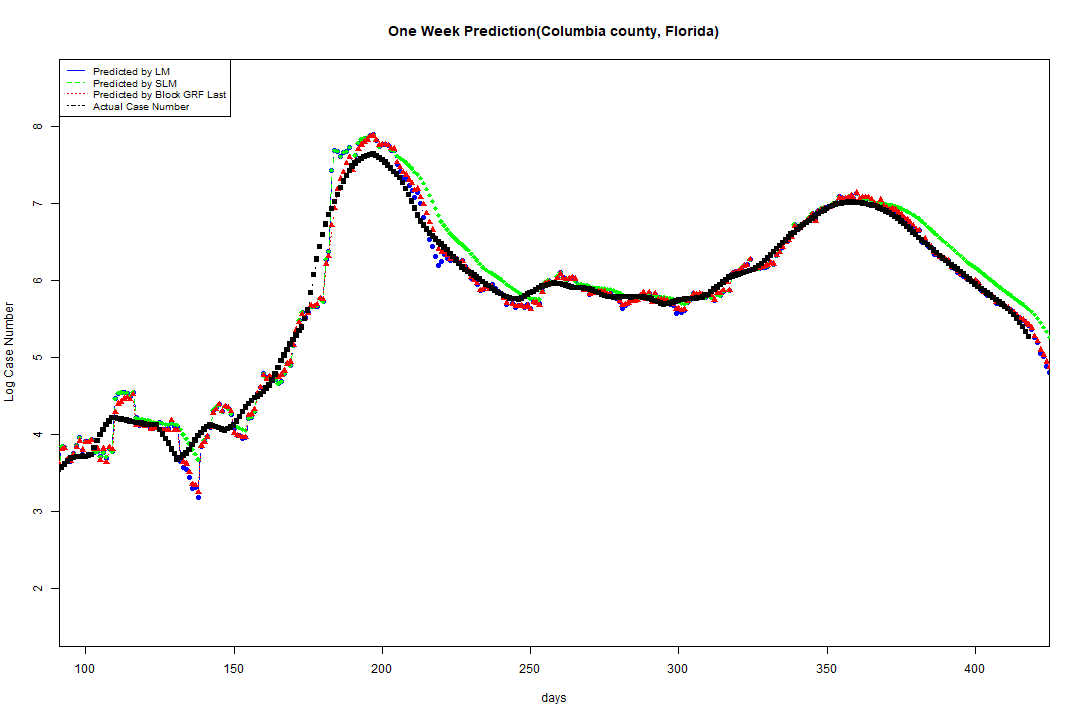 One Week Prediction(Columbia county, Florida)
Predicted by LM
Predicted by SLM
Predicted by Block GRF Last
Actual Case Number
Log Case Number
8
7
6
5
4
3
2
100 150 200 250 300 350 400
days